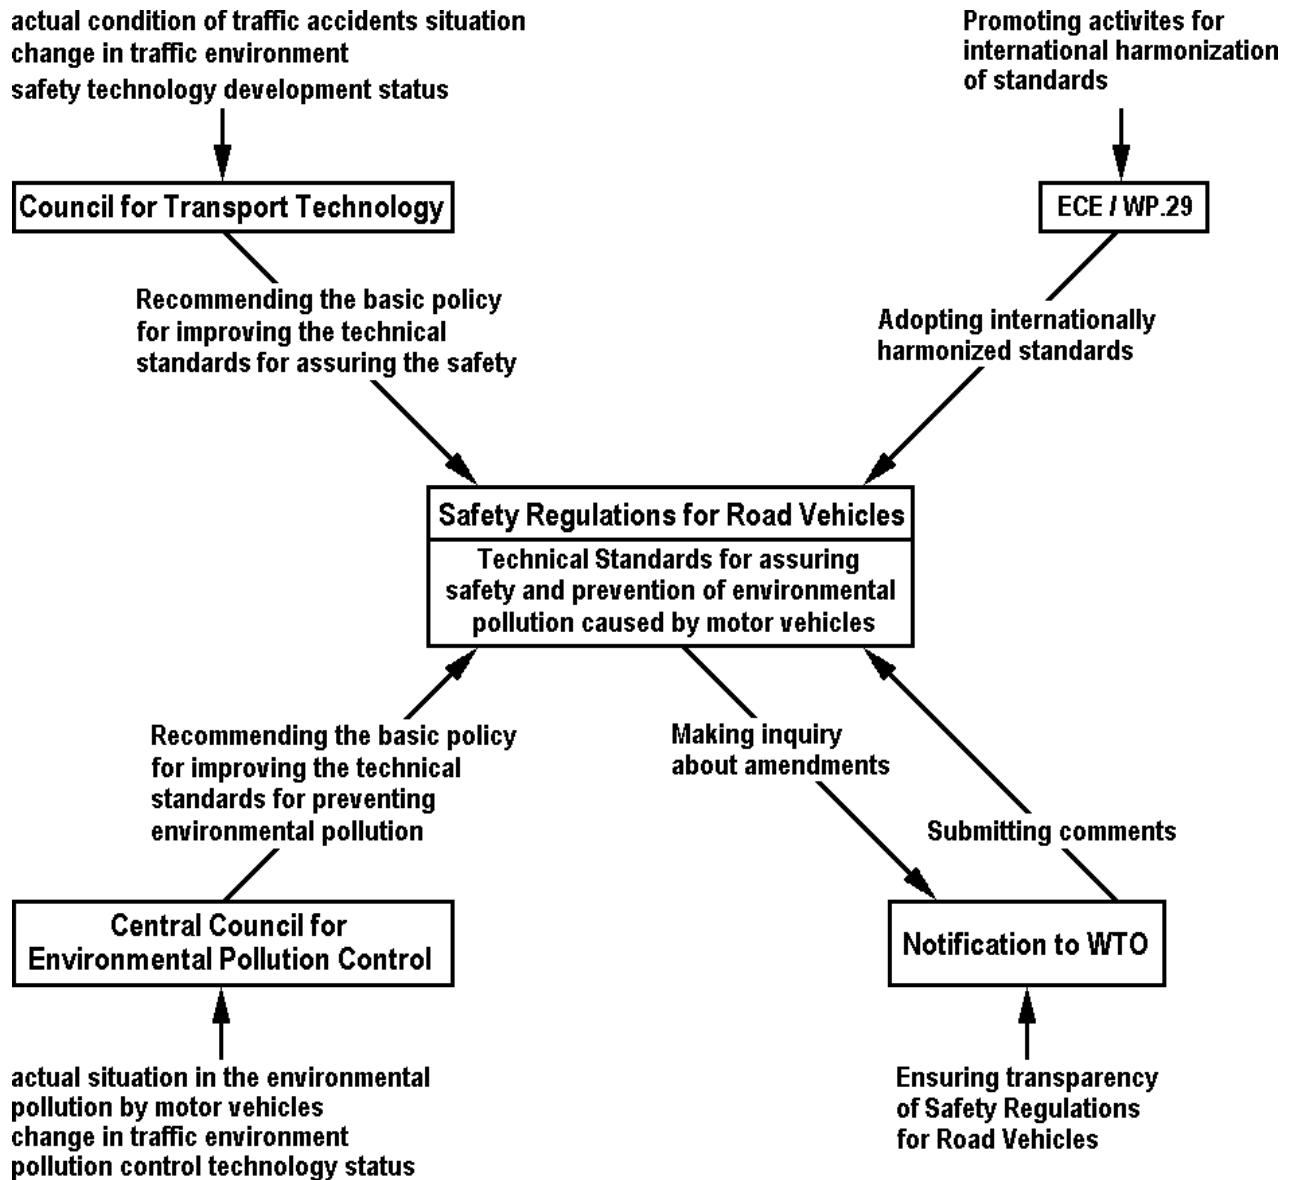 actual condition of traffic accidents situation
change in traffic environment
safety technology development status
Promoting activites for
international harmonization
of standards
Council for Transport Technology
ECE / WP.29
Recommending the basic policy
for improving the technical
standards for assuring the safety
Adopting internationally
harmonized standards
Safety Regulations for Road Vehicles
Technical Standards for assuring
safety and prevention of environmental
pollution caused by motor vehicles
Recommending the basic policy
for improving the technical
standards for preventing
environmental pollution
Making inquiry
about amendments
Submitting comments
Central Council for
Environmental Pollution Control
Notification to WTO
actual situation in the environmental
pollution by motor vehicles
change in traffic environment
pollution control technology status
Ensuring transparency
of Safety Regulations
for Road Vehicles